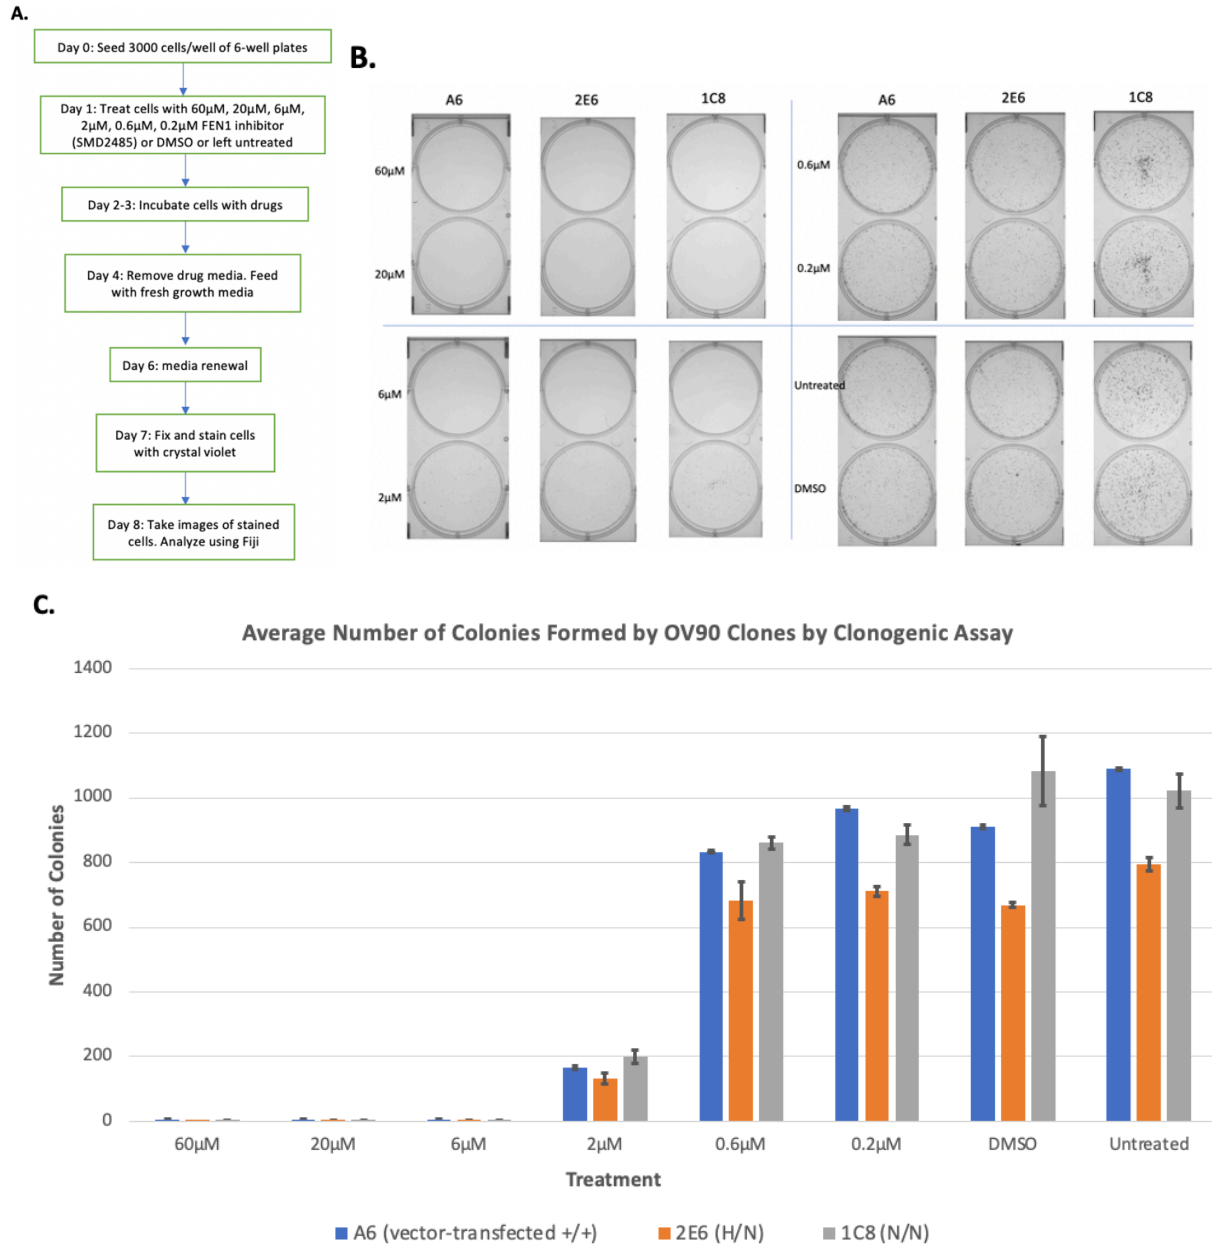 A.
Day 0: Seed 3000 cells/well of 6-well plates
Day 1: Treat cells with 60µM, 20µM, 6µM,
2µM, 0.6µM, 0.2µM FEN1 inhibitor
(SMD2485) or DMSO or left untreated
Day 2-3: Incubate cells with drugs
Day 4: Remove drug media. Feed
with fresh growth media
Day 6: media renewal
Day 7: Fix and stain cells
with crystal violet
Day 8: Take images of stained
cells. Analyze using Fiji
B.
A6 2E6 1C8
60µM
20µM
6µM
2µM
A6 2E6 1C8
0.6µM
0.2µM
Untreated
DMSO
C.
Average Number of Colonies Formed by OV90 Clones by Clonogenic Assay
Number of Colonies
1400
1200
1000
800
600
400
200
0
60µM 20µM 6µM 2µM 0.6µM 0.2µM DMSO Untreated
Treatment
A6 (vector-transfected +/+) 2E6 (H/N) 1C8 (N/N)